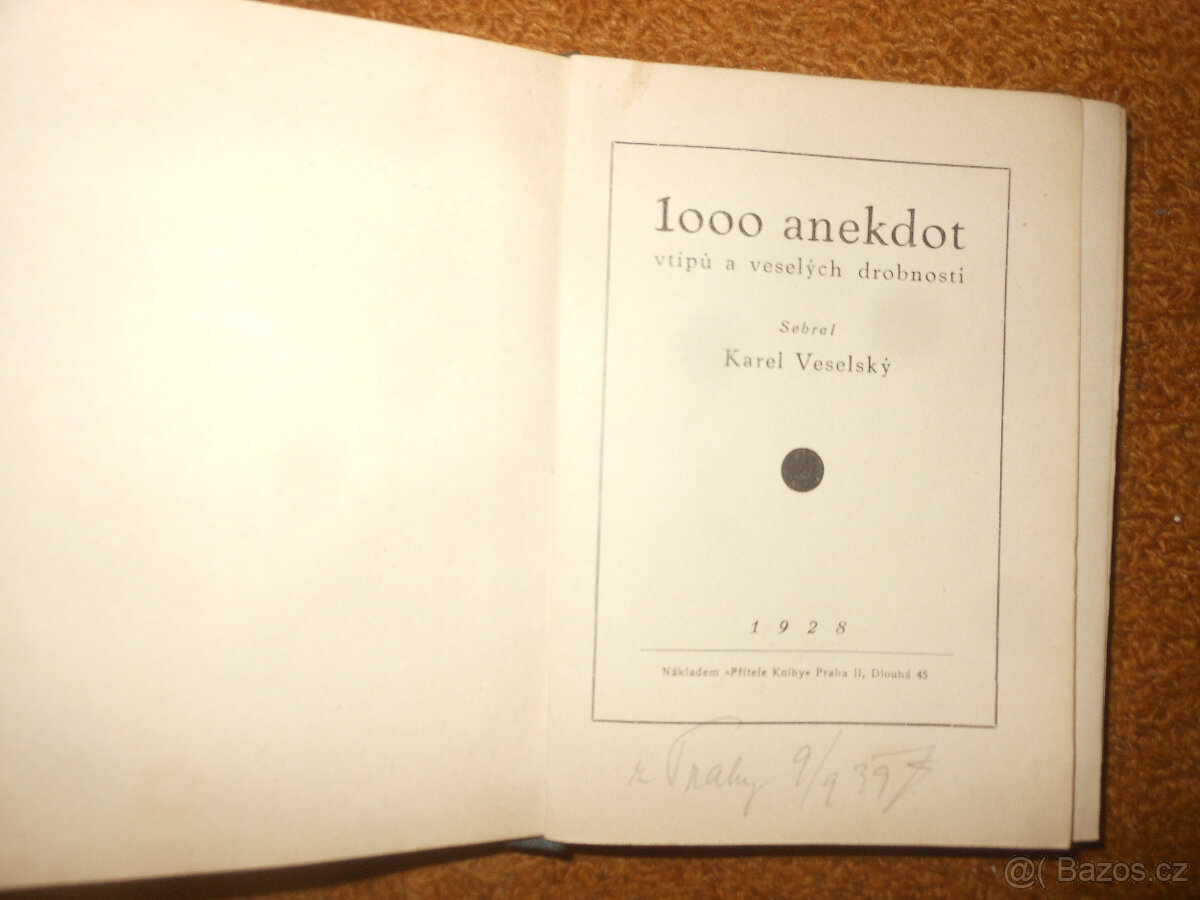 1000 anekdot
vtipů a veselých drobností
Sebral
Karel Veselský
1928
Nákladem »Přítele Knihy« Praha II, Dlouhá 45
z Prahy 9/9 39
@( Bazos.cz